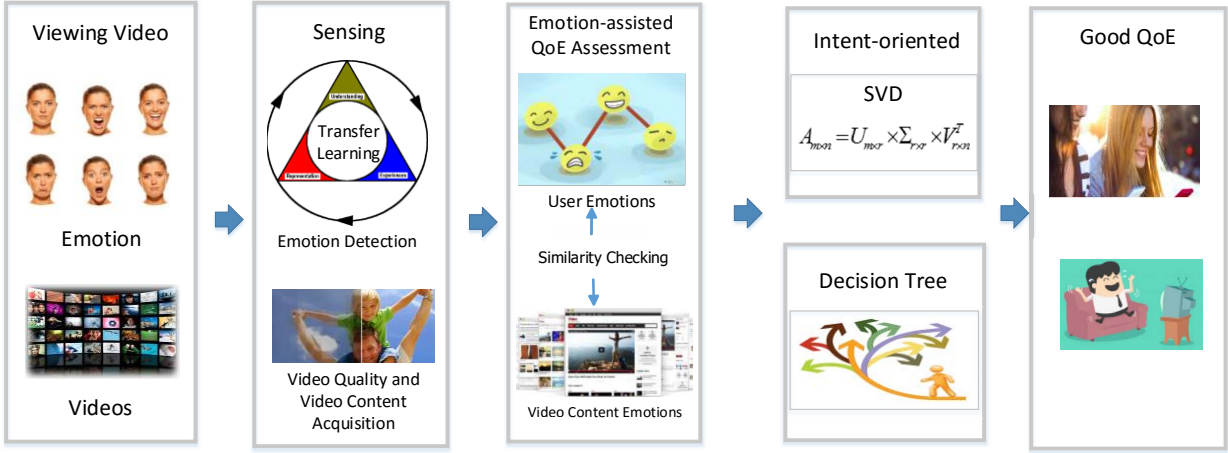 Viewing Video
Emotion
Videos
Sensing
Understanding
Transfer
Learning
Representation
Experiences
Emotion Detection
Video Quality and
Video Content
Acquisition
Emotion-assisted
QoE Assessment
User Emotions
Similarity Checking
Video Content Emotions
Intent-oriented
SVD
A_{m×n} = U_{m×r} × Σ_{r×r} × V^T_{r×n}
Decision Tree
Good QoE